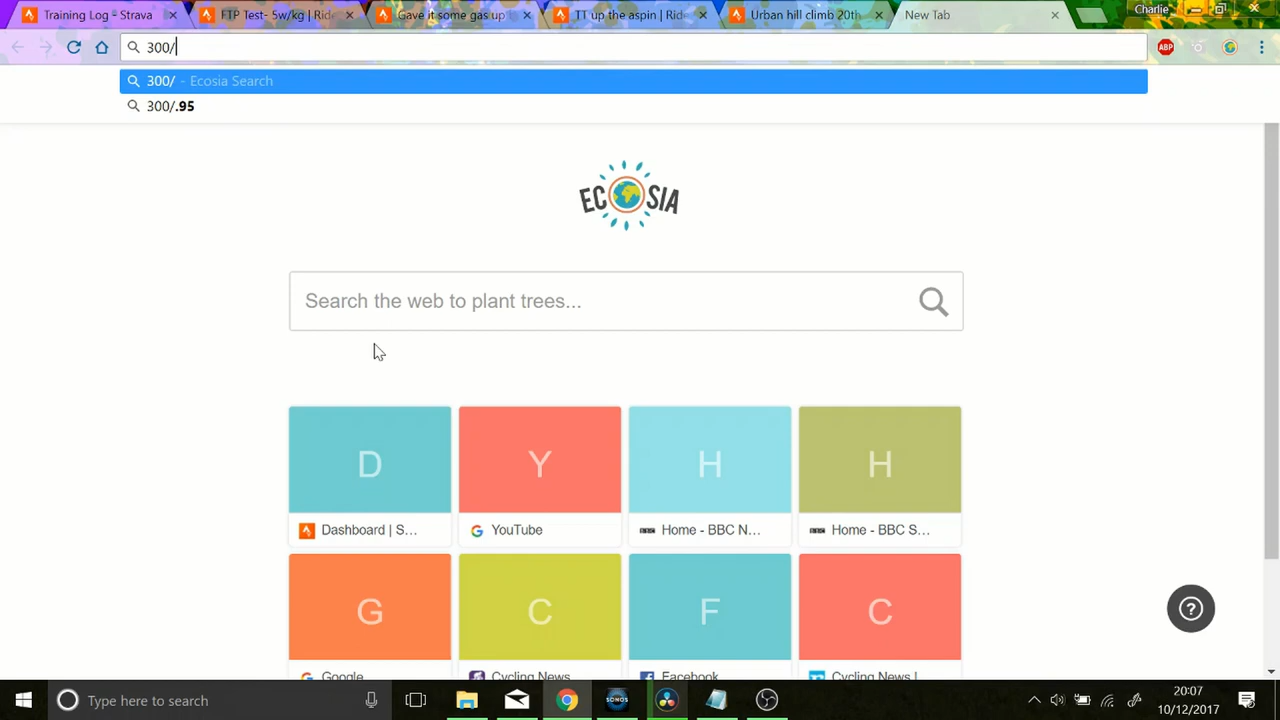 Training Log - Strava
FTP Test- 5w/kg | Ride
Gave it some gas up
TT up the aspin | Rid
Urban hill climb 20th
New Tab
Charlie
300/
ABP
300/ - Ecosia Search
300/.95
ECOSIA
Search the web to plant trees...
D
Y
H
H
Dashboard | S...
YouTube
Home - BBC N...
Home - BBC S...
G
C
F
C
Google
Cycling News
Facebook
Cycling News |
Type here to search
20:07
10/12/2017